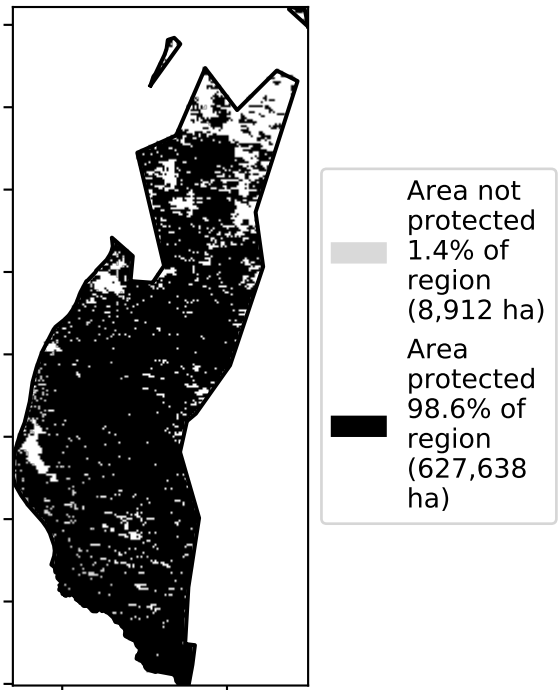 Area not
protected
1.4% of
region
(8,912 ha)
Area
protected
98.6% of
region
(627,638
ha)